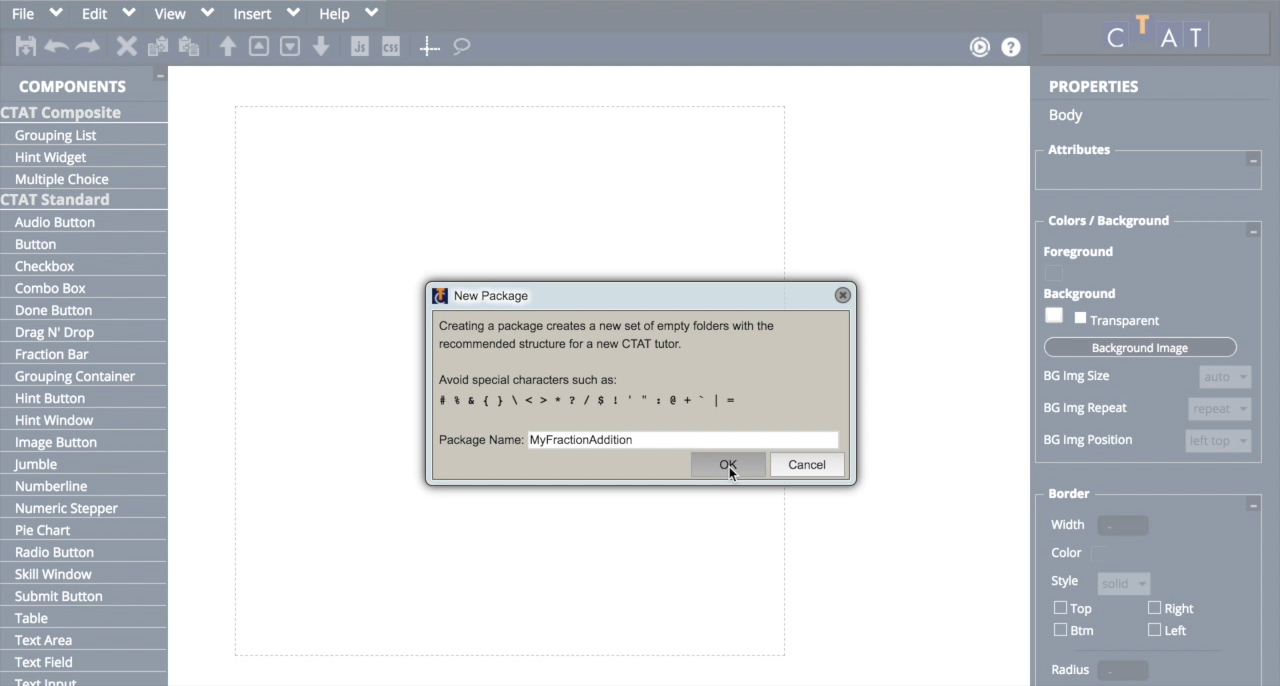 File Edit View Insert Help
Js CSS
?
C T A T
COMPONENTS
CTAT Composite
Grouping List
Hint Widget
Multiple Choice
CTAT Standard
Audio Button
Button
Checkbox
Combo Box
Done Button
Drag N' Drop
Fraction Bar
Grouping Container
Hint Button
Hint Window
Image Button
Jumble
Numberline
Numeric Stepper
Pie Chart
Radio Button
Skill Window
Submit Button
Table
Text Area
Text Field
Text Input
New Package
Creating a package creates a new set of empty folders with the
recommended structure for a new CTAT tutor.
Avoid special characters such as:
# % & { } \ < > * ? / $ ! ' " : @ + ` | =
Package Name: MyFractionAddition
OK Cancel
PROPERTIES
Body
Attributes
Colors / Background
Foreground
Background
Transparent
Background Image
BG Img Size auto
BG Img Repeat repeat
BG Img Position left top
Border
Width -
Color
Style solid
Top Right
Btm Left
Radius -